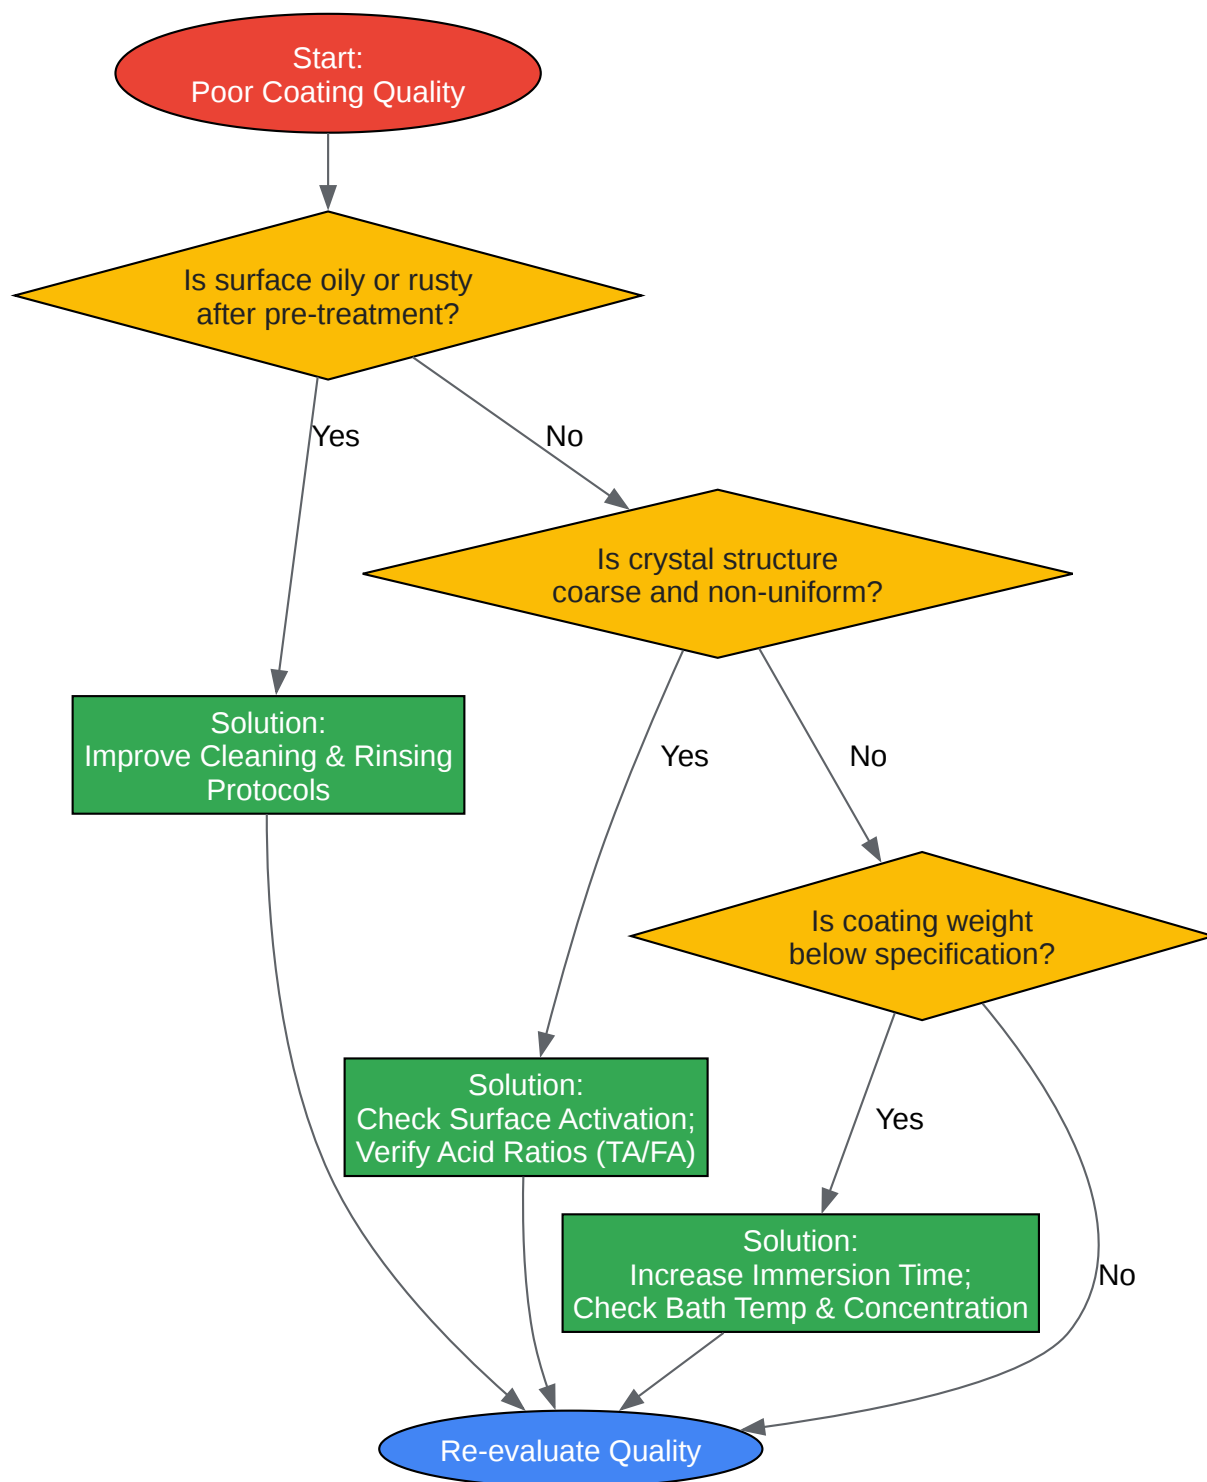 Start:
Poor Coating Quality
Is surface oily or rusty
after pre-treatment?
Yes
No
Is crystal structure
coarse and non-uniform?
Solution:
Improve Cleaning & Rinsing
Protocols
Yes
No
Is coating weight
below specification?
Solution:
Check Surface Activation;
Verify Acid Ratios (TA/FA)
Yes
Solution:
Increase Immersion Time;
Check Bath Temp & Concentration
No
Re-evaluate Quality